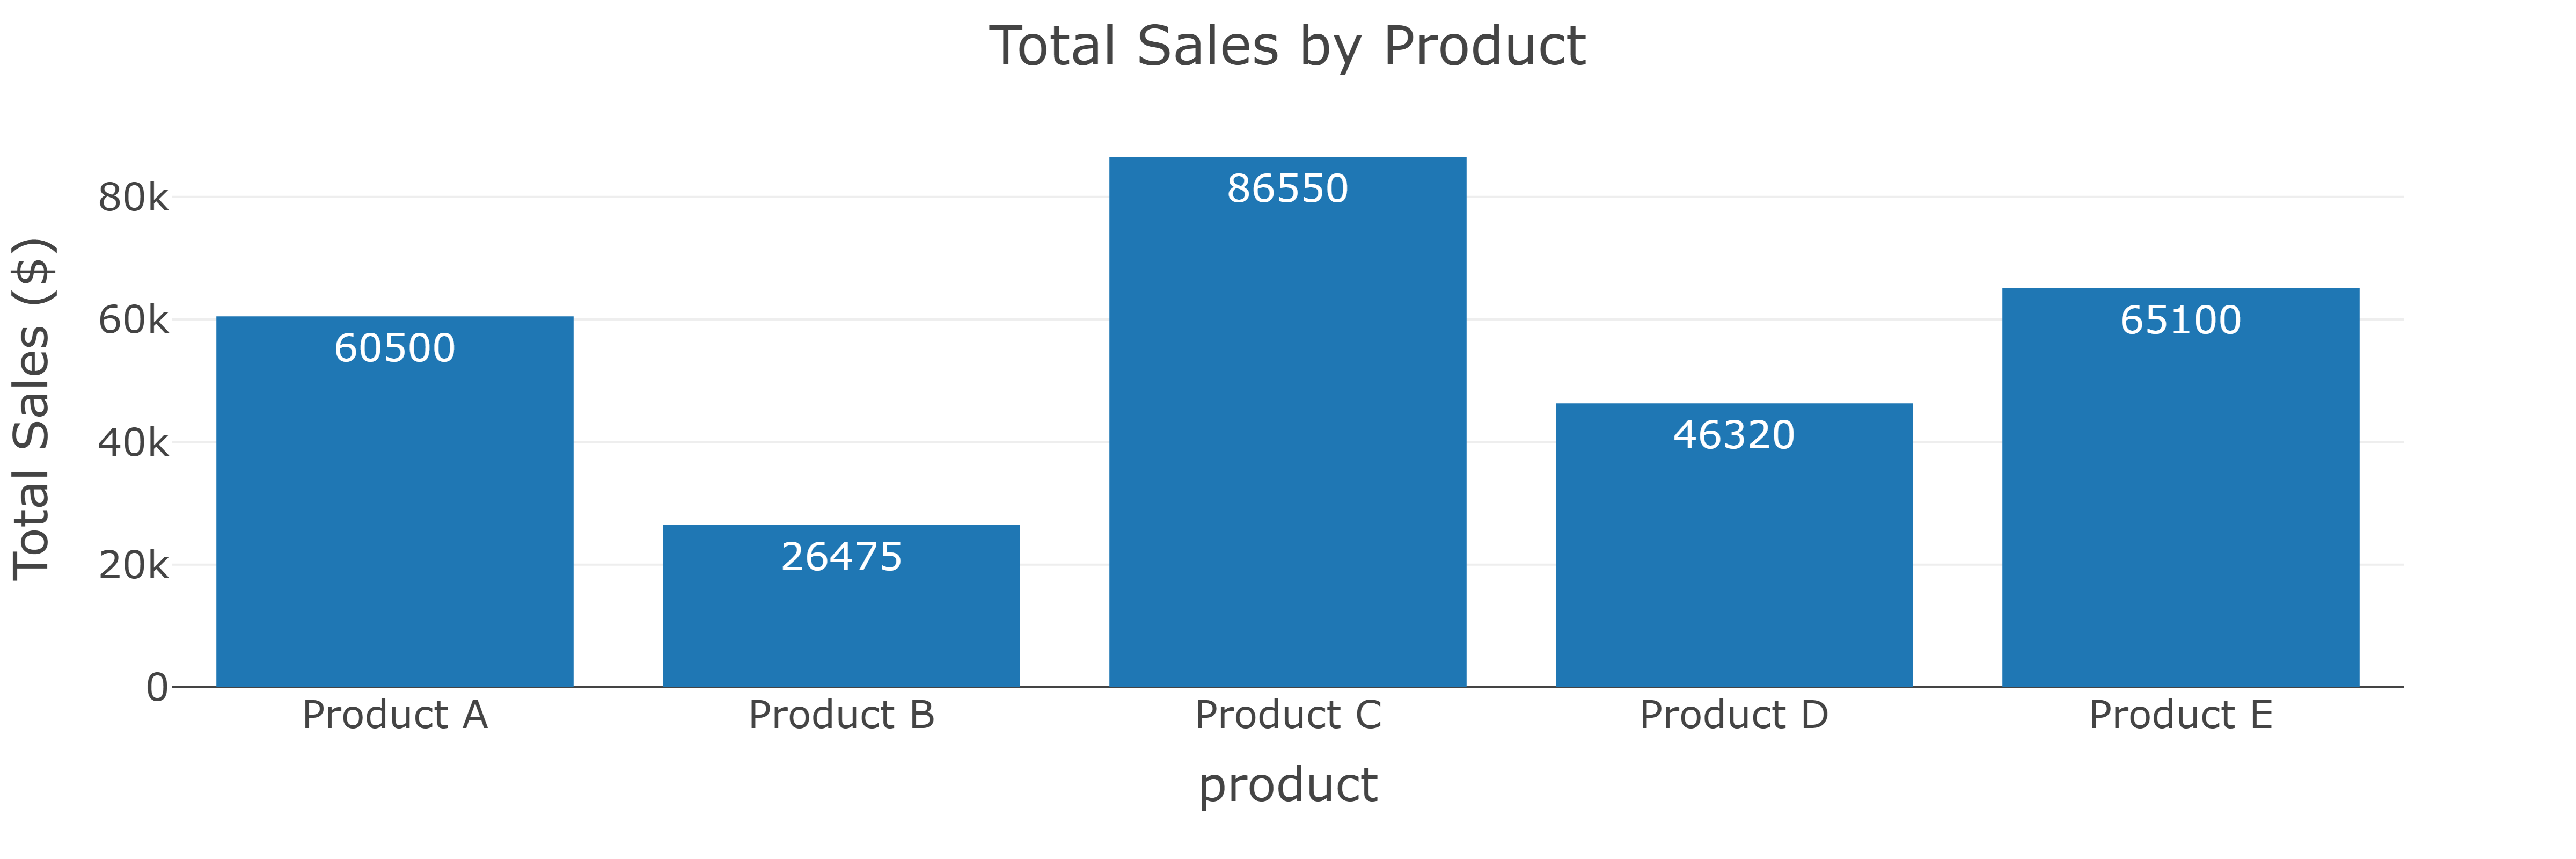 Total Sales by Product
Total Sales ($)
80k
60k
40k
20k
0
60500
26475
86550
46320
65100
Product A
Product B
Product C
Product D
Product E
product